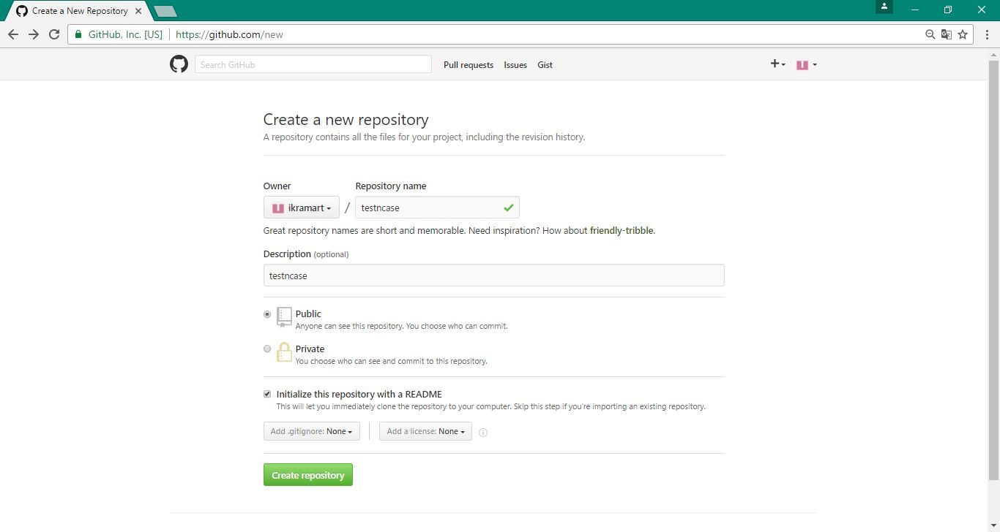 Create a New Repository
GitHub, Inc. [US] https://github.com/new
Search GitHub Pull requests Issues Gist
Create a new repository
A repository contains all the files for your project, including the revision history.
Owner Repository name
ikramart / testncase
Great repository names are short and memorable. Need inspiration? How about friendly-tribble.
Description (optional)
testncase
Public
Anyone can see this repository. You choose who can commit.
Private
You choose who can see and commit to this repository.
Initialize this repository with a README
This will let you immediately clone the repository to your computer. Skip this step if you're importing an existing repository.
Add .gitignore: None Add a license: None
Create repository